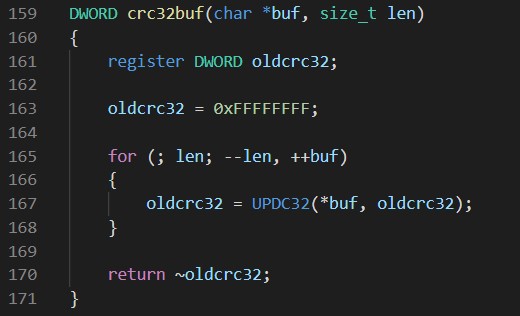 159 DWORD crc32buf(char *buf, size_t len)
160 {
161     register DWORD oldcrc32;
162
163     oldcrc32 = 0xFFFFFFFF;
164
165     for (; len; --len, ++buf)
166     {
167         oldcrc32 = UPDC32(*buf, oldcrc32);
168     }
169
170     return ~oldcrc32;
171 }